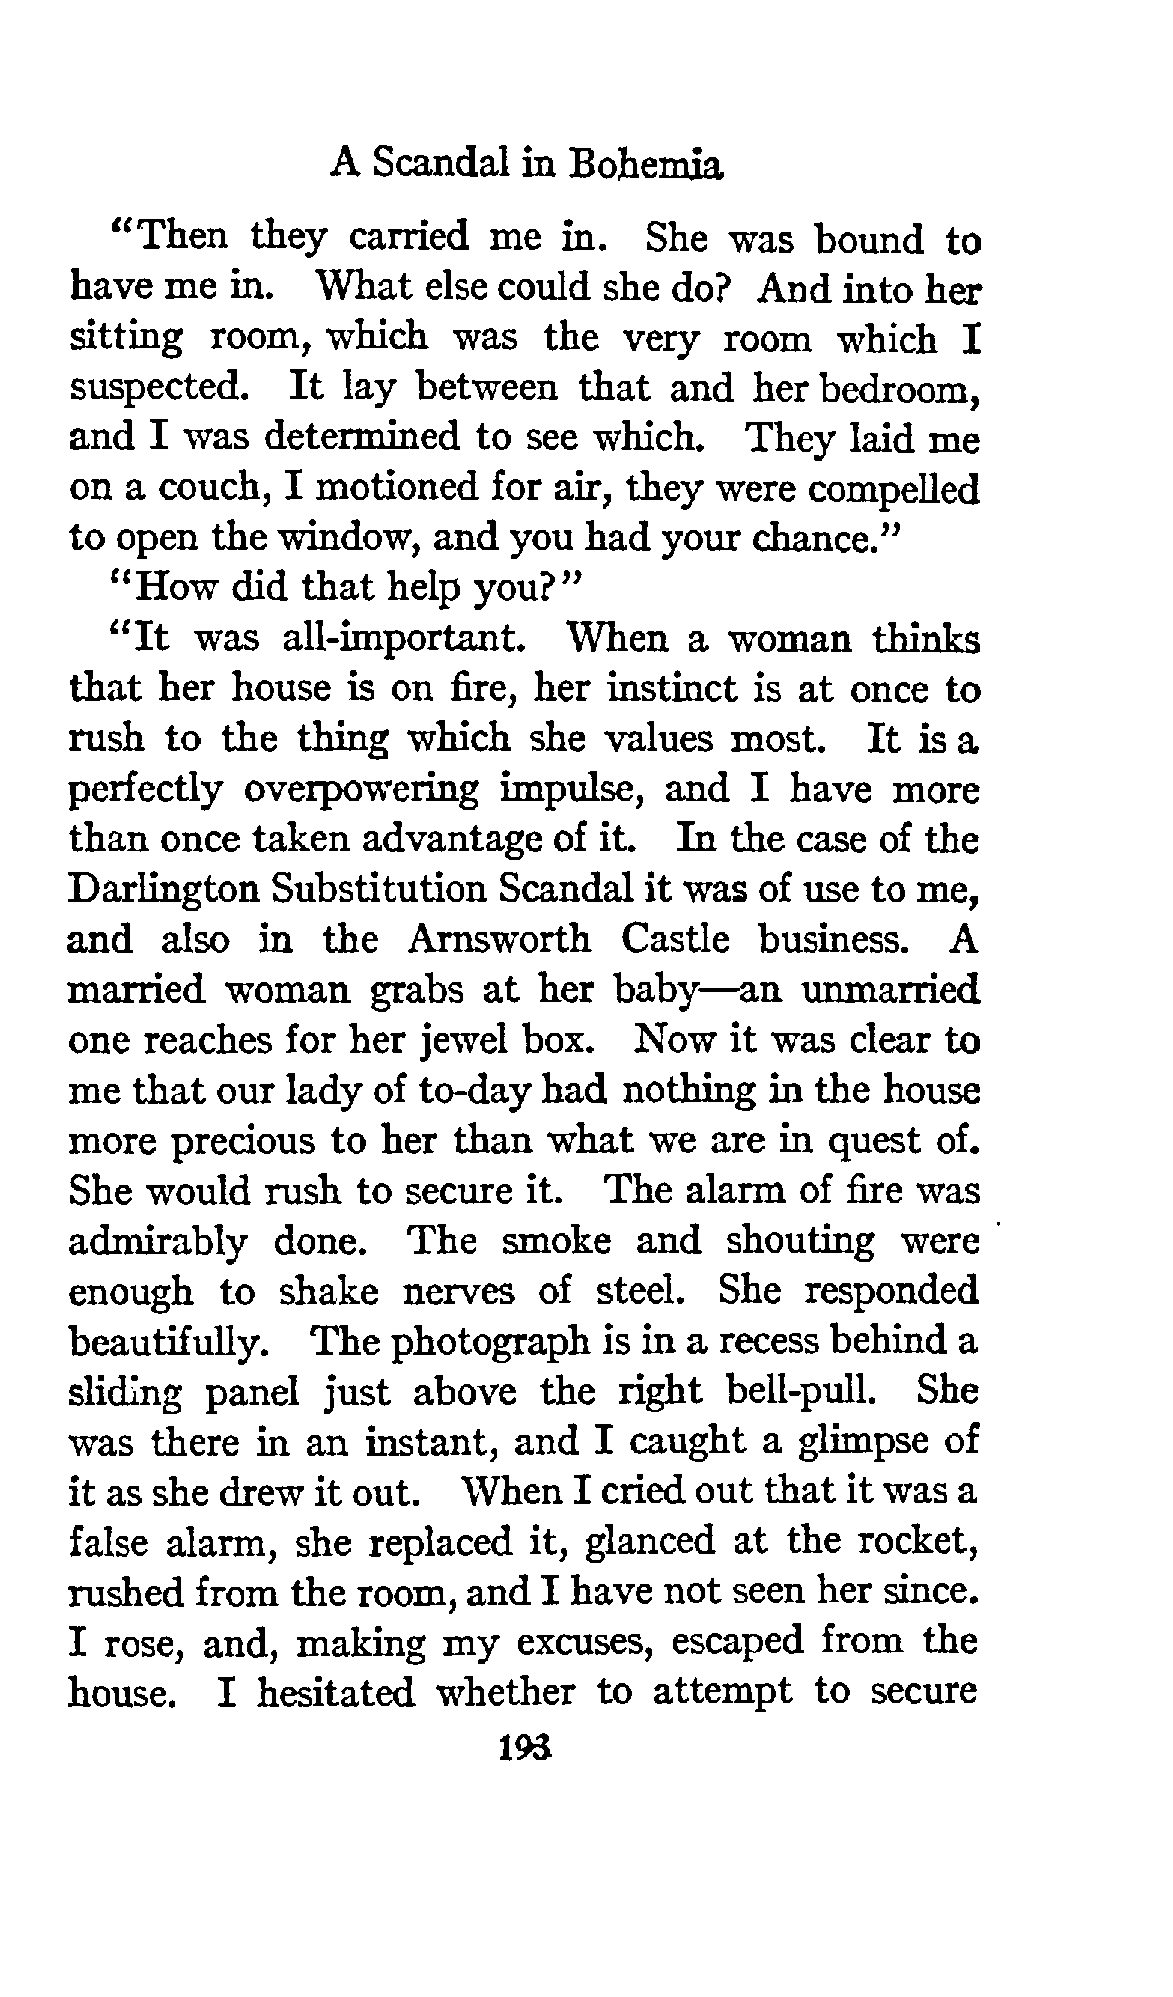 A Scandal in Bohemia
“Then they carried me in. She was bound to
have me in. What else could she do? And into her
sitting room, which was the very room which I
suspected. It lay between that and her bedroom,
and I was determined to see which. They laid me
on a couch, I motioned for air, they were compelled
to open the window, and you had your chance.”
“How did that help you?”
“It was all-important. When a woman thinks
that her house is on fire, her instinct is at once to
rush to the thing which she values most. It is a
perfectly overpowering impulse, and I have more
than once taken advantage of it. In the case of the
Darlington Substitution Scandal it was of use to me,
and also in the Arnsworth Castle business. A
married woman grabs at her baby—an unmarried
one reaches for her jewel box. Now it was clear to
me that our lady of to-day had nothing in the house
more precious to her than what we are in quest of.
She would rush to secure it. The alarm of fire was
admirably done. The smoke and shouting were
enough to shake nerves of steel. She responded
beautifully. The photograph is in a recess behind a
sliding panel just above the right bell-pull. She
was there in an instant, and I caught a glimpse of
it as she drew it out. When I cried out that it was a
false alarm, she replaced it, glanced at the rocket,
rushed from the room, and I have not seen her since.
I rose, and, making my excuses, escaped from the
house. I hesitated whether to attempt to secure
193